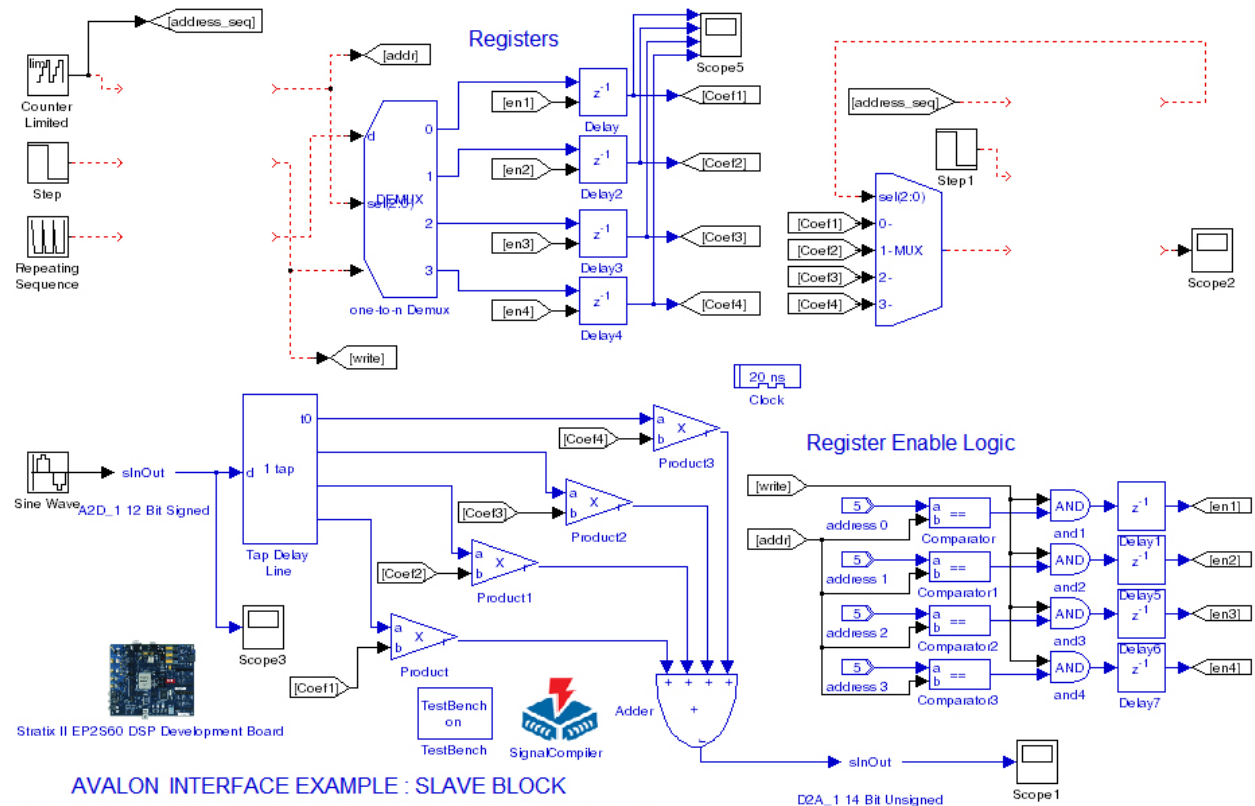 [address_seq]
lim
Counter
Limited
Step
Repeating
Sequence
[addr]
Registers
d
DEMUX
sel(2:0)
0
1
2
3
one-to-n Demux
[write]
[en1]
z-1
Delay
[en2]
z-1
Delay2
[en3]
z-1
Delay3
[en4]
z-1
Delay4
Scope5
[Coef1]
[Coef2]
[Coef3]
[Coef4]
[address_seq]
Step1
sel(2:0)
[Coef1]
0-
[Coef2]
1-MUX
[Coef3]
2-
[Coef4]
3-
Scope2
20 ns
Clock
Sine Wave
sInOut
A2D_1 12 Bit Signed
d
1 tap
t0
Tap Delay
Line
Scope3
[Coef4]
a
b
X
r
Product3
[Coef3]
a
b
X
r
Product2
[Coef2]
a
b
X
r
Product1
[Coef1]
a
b
X
r
Product
+ + + +
+
Adder
Register Enable Logic
[write]
[addr]
5
address 0
a
b
==
Comparator
AND
and1
z-1
Delay1
[en1]
5
address 1
a
b
==
Comparator1
AND
and2
z-1
Delay5
[en2]
5
address 2
a
b
==
Comparator2
AND
and3
z-1
Delay6
[en3]
5
address 3
a
b
==
Comparator3
AND
and4
z-1
Delay7
[en4]
Stratix II EP2S60 DSP Development Board
TestBench
on
TestBench
SignalCompiler
sInOut
D2A_1 14 Bit Unsigned
Scope1
AVALON INTERFACE EXAMPLE : SLAVE BLOCK